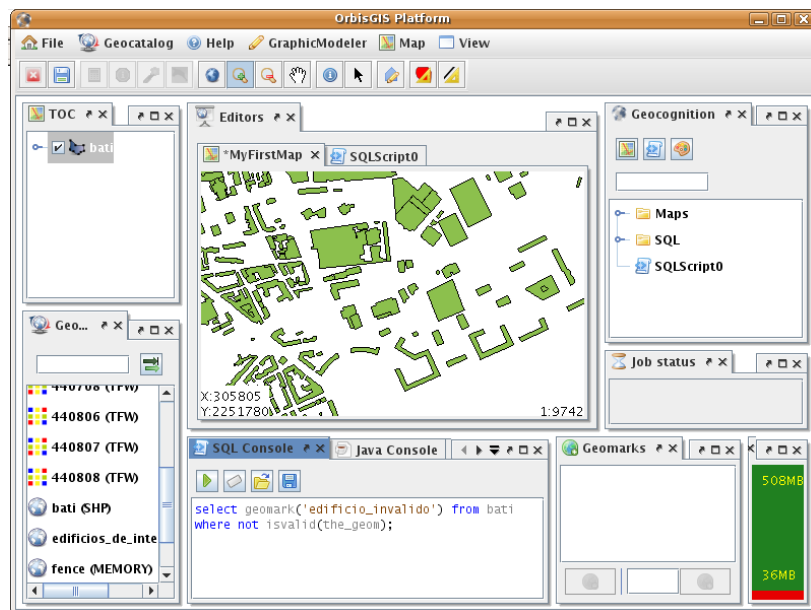 OrbisGIS Platform
File Geocatalog Help GraphicModeler Map View
TOC
bati
Editors
*MyFirstMap SQLScript0
X:305805
Y:2251780
1:9742
Geocognition
Maps
SQL
SQLScript0
Geo...
440806 (TFW)
440807 (TFW)
440808 (TFW)
bati (SHP)
edificios_de_inte
fence (MEMORY)
Job status
SQL Console Java Console
select geomark('edificio_invalido') from bati
where not isvalid(the_geom);
Geomarks
508MB
36MB